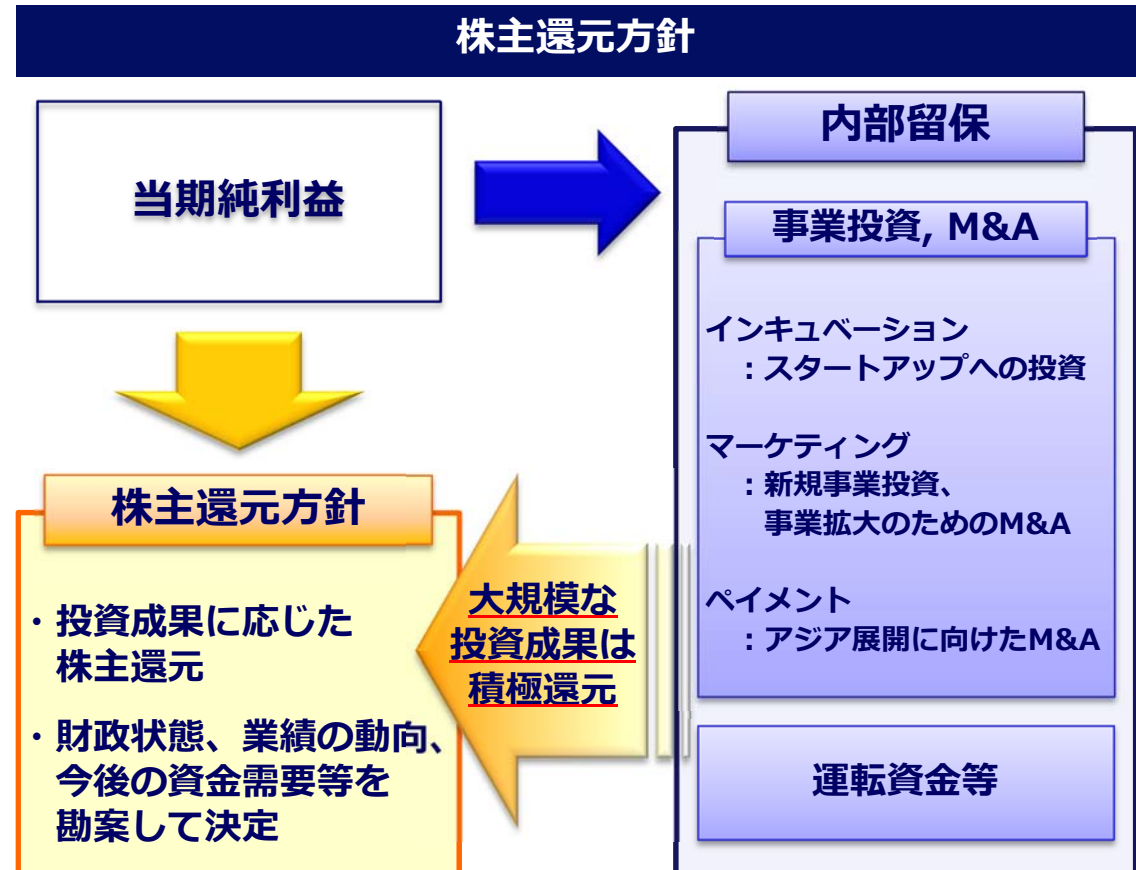 株主還元方針
当期純利益
内部留保
事業投資, M&A
インキュベーション
：スタートアップへの投資
マーケティング
：新規事業投資、
事業拡大のためのM&A
ペイメント
：アジア展開に向けたM&A
運転資金等
大規模な
投資成果は
積極還元
株主還元方針
・投資成果に応じた
株主還元
・財政状態、業績の動向、
今後の資金需要等を
勘案して決定